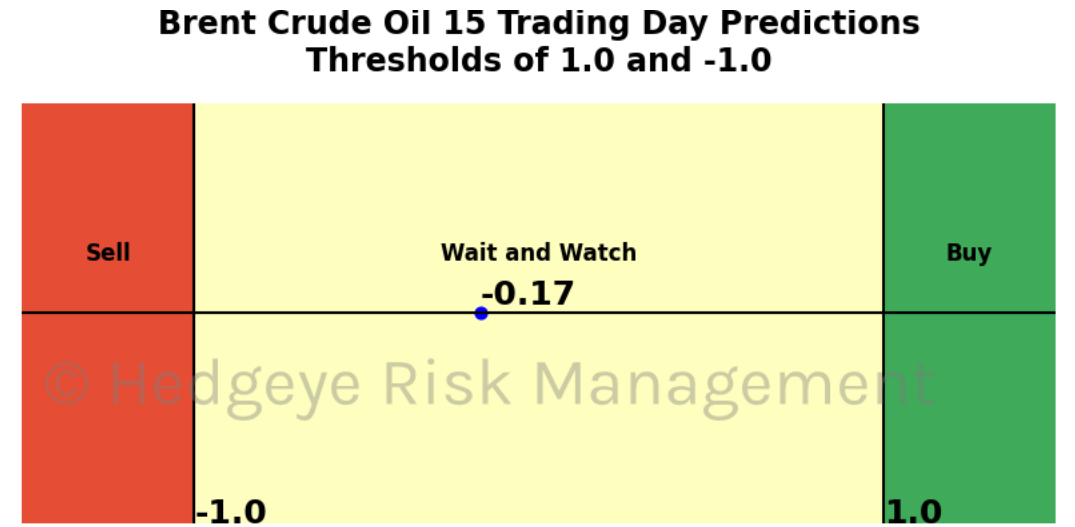 Brent Crude Oil 15 Trading Day Predictions
Thresholds of 1.0 and -1.0
Sell
Wait and Watch
Buy
-0.17
© Hedgeye Risk Management
-1.0
1.0